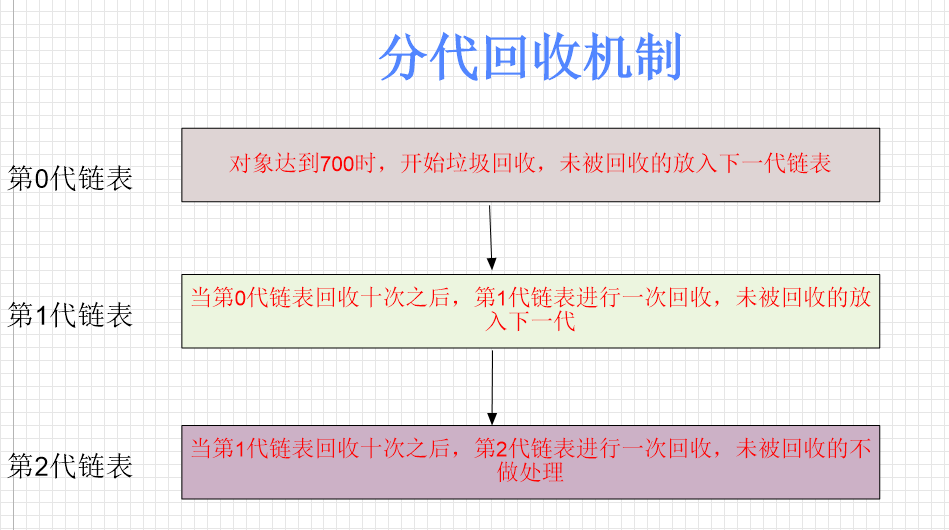 分代回收机制
第0代链表
对象达到700时，开始垃圾回收，未被回收的放入下一代链表
第1代链表
当第0代链表回收十次之后，第1代链表进行一次回收，未被回收的放
入下一代
第2代链表
当第1代链表回收十次之后，第2代链表进行一次回收，未被回收的不
做处理